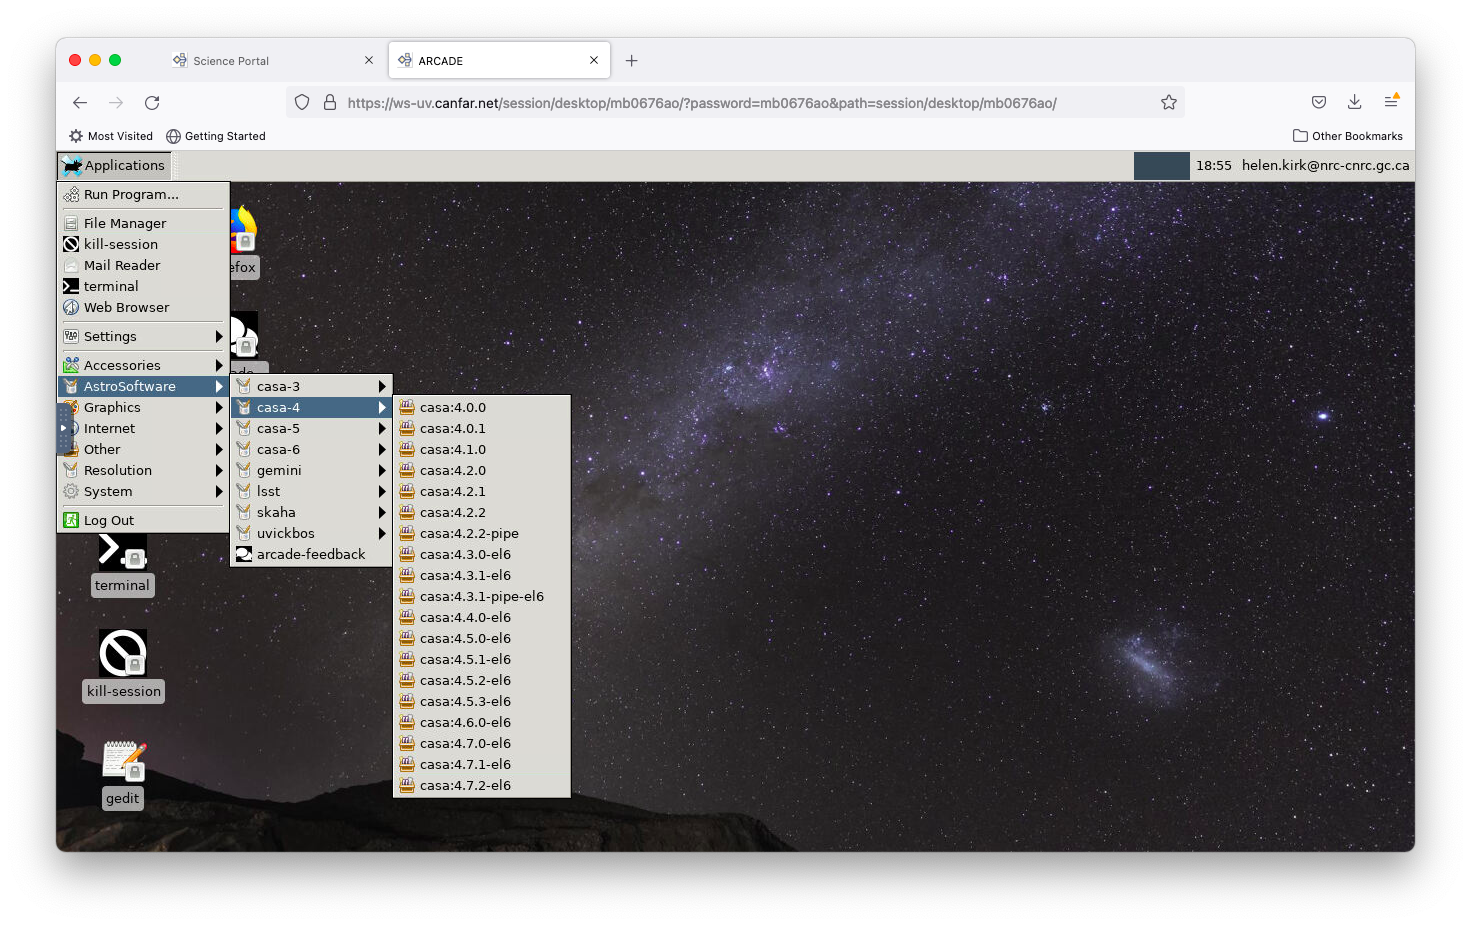 Science Portal
ARCADE
https://ws-uv.canfar.net/session/desktop/mb0676ao/?password=mb0676ao&path=session/desktop/mb0676ao/
Most Visited
Getting Started
Other Bookmarks
Applications
18:55
helen.kirk@nrc-cnrc.gc.ca
Run Program...
File Manager
kill-session
Mail Reader
terminal
Web Browser
Settings
Accessories
AstroSoftware
Graphics
Internet
Other
Resolution
System
Log Out
casa-3
casa-4
casa-5
casa-6
gemini
lsst
skaha
uvickbos
arcade-feedback
casa:4.0.0
casa:4.0.1
casa:4.1.0
casa:4.2.0
casa:4.2.1
casa:4.2.2
casa:4.2.2-pipe
casa:4.3.0-el6
casa:4.3.1-el6
casa:4.3.1-pipe-el6
casa:4.4.0-el6
casa:4.5.0-el6
casa:4.5.1-el6
casa:4.5.2-el6
casa:4.5.3-el6
casa:4.6.0-el6
casa:4.7.0-el6
casa:4.7.1-el6
casa:4.7.2-el6
efox
terminal
kill-session
gedit